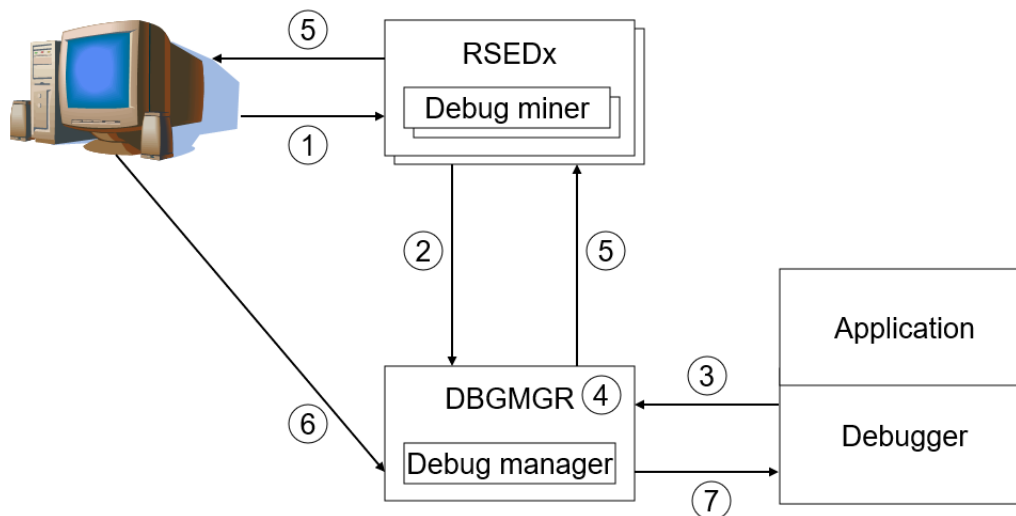 ⑤
RSEDx
Debug miner
①
②
⑤
Application
③
DBGMGR
④
⑥
Debugger
Debug manager
⑦